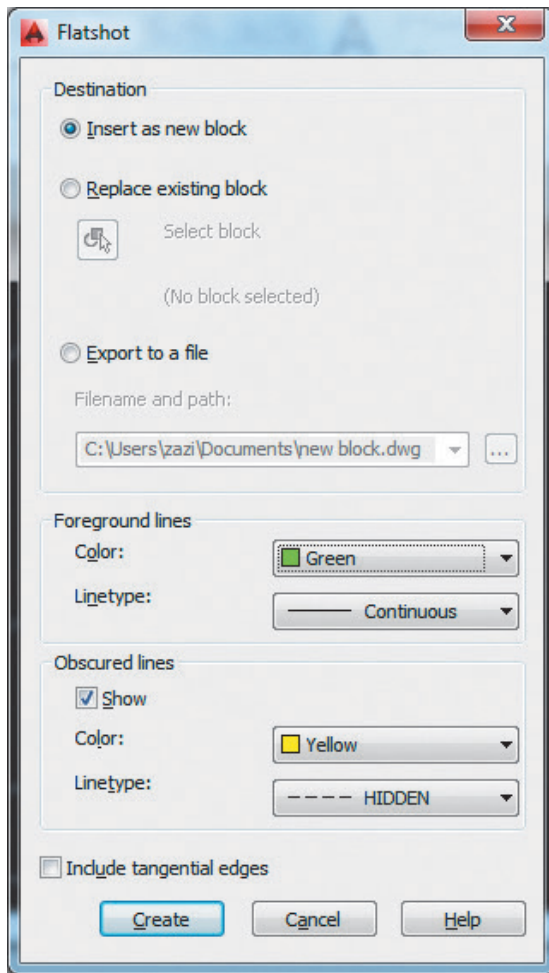 Flatshot
Destination
Insert as new block
Replace existing block
Select block
(No block selected)
Export to a file
Filename and path:
C:\Users\zazi\Documents\new block.dwg ...
Foreground lines
Color: Green
Linetype: Continuous
Obscured lines
Show
Color: Yellow
Linetype: HIDDEN
Include tangential edges
Create Cancel Help